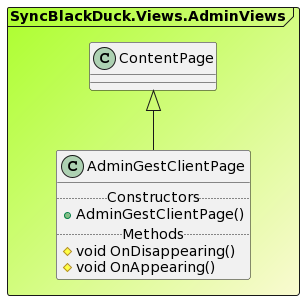 SyncBlackDuck.Views.AdminViews
C ContentPage
C AdminGestClientPage
Constructors
AdminGestClientPage()
Methods
void OnDisappearing()
void OnAppearing()